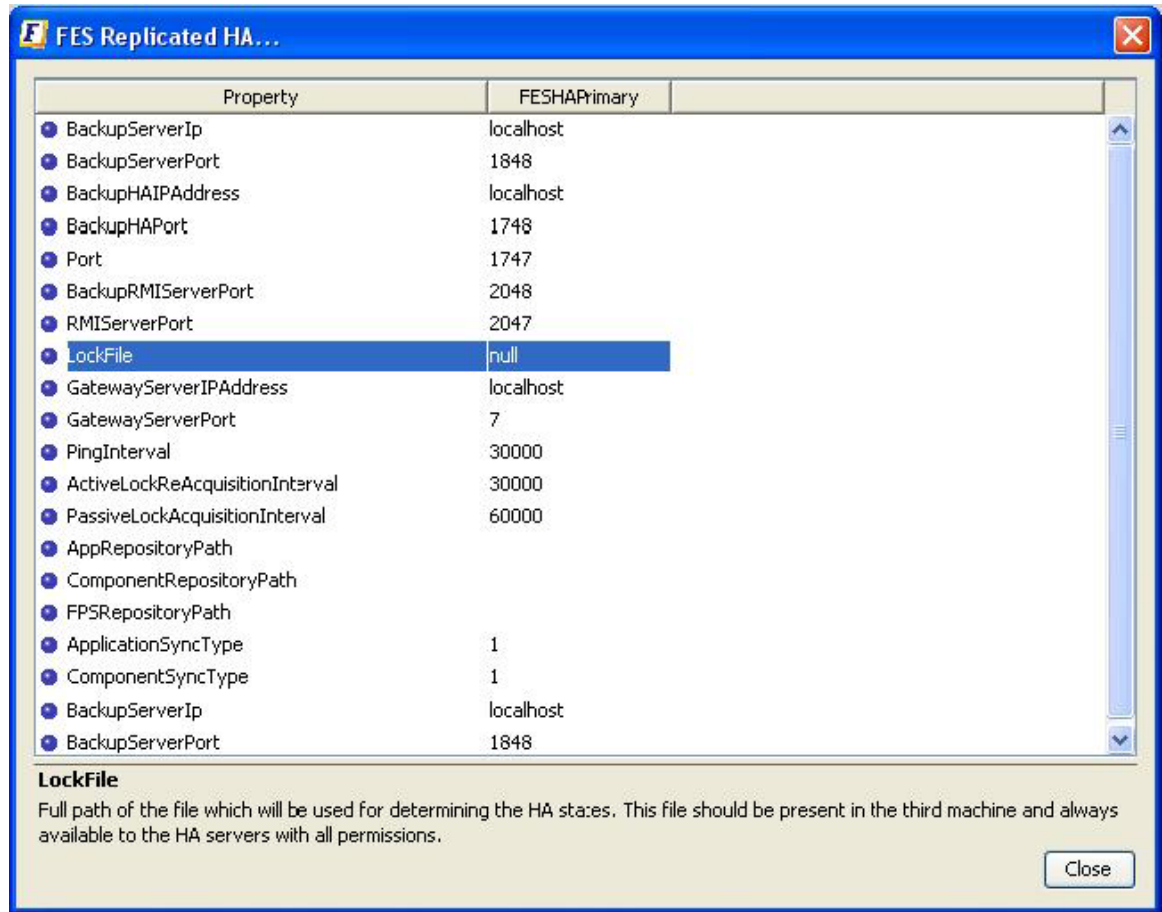 FES Replicated HA...
Property FESHAPrimary
BackupServerIp localhost
BackupServerPort 1848
BackupHAIPAddress localhost
BackupHAPort 1748
Port 1747
BackupRMIServerPort 2048
RMIServerPort 2047
LockFile null
GatewayServerIPAddress localhost
GatewayServerPort 7
PingInterval 30000
ActiveLockReAcquisitionInterval 30000
PassiveLockAcquisitionInterval 60000
AppRepositoryPath
ComponentRepositoryPath
FPSRepositoryPath
ApplicationSyncType 1
ComponentSyncType 1
BackupServerIp localhost
BackupServerPort 1848
LockFile
Full path of the file which will be used for determining the HA states. This file should be present in the third machine and always
available to the HA servers with all permissions.
Close